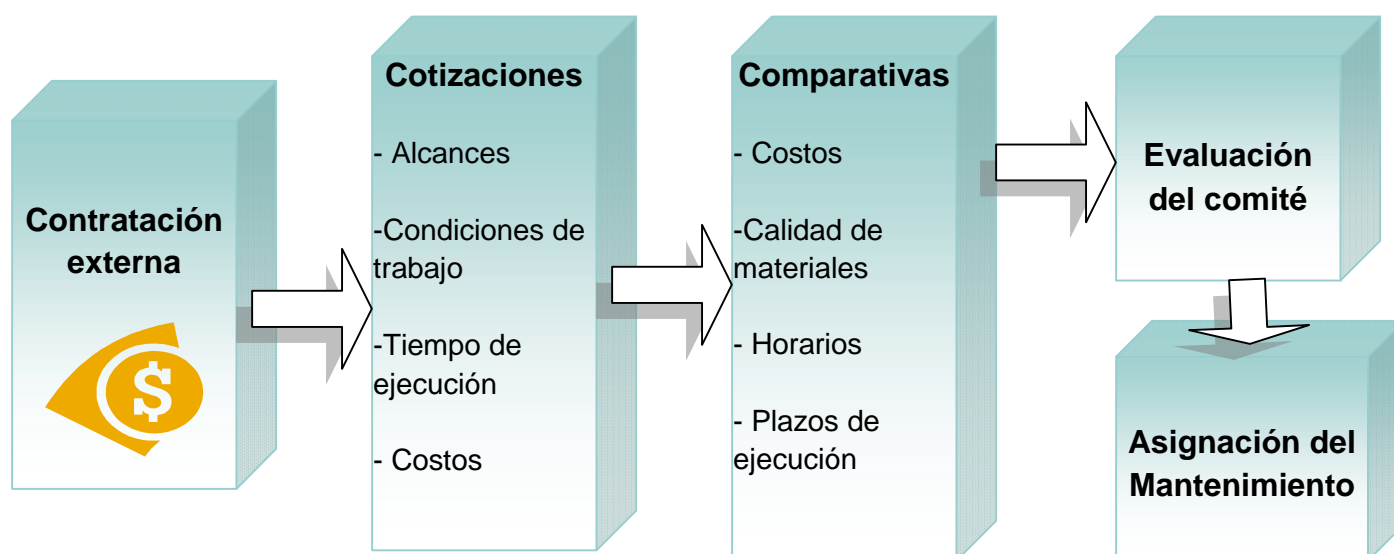 Contratación
externa
$
Cotizaciones
- Alcances
-Condiciones de
trabajo
-Tiempo de
ejecución
- Costos
Comparativas
- Costos
-Calidad de
materiales
- Horarios
- Plazos de
ejecución
Evaluación
del comité
Asignación del
Mantenimiento